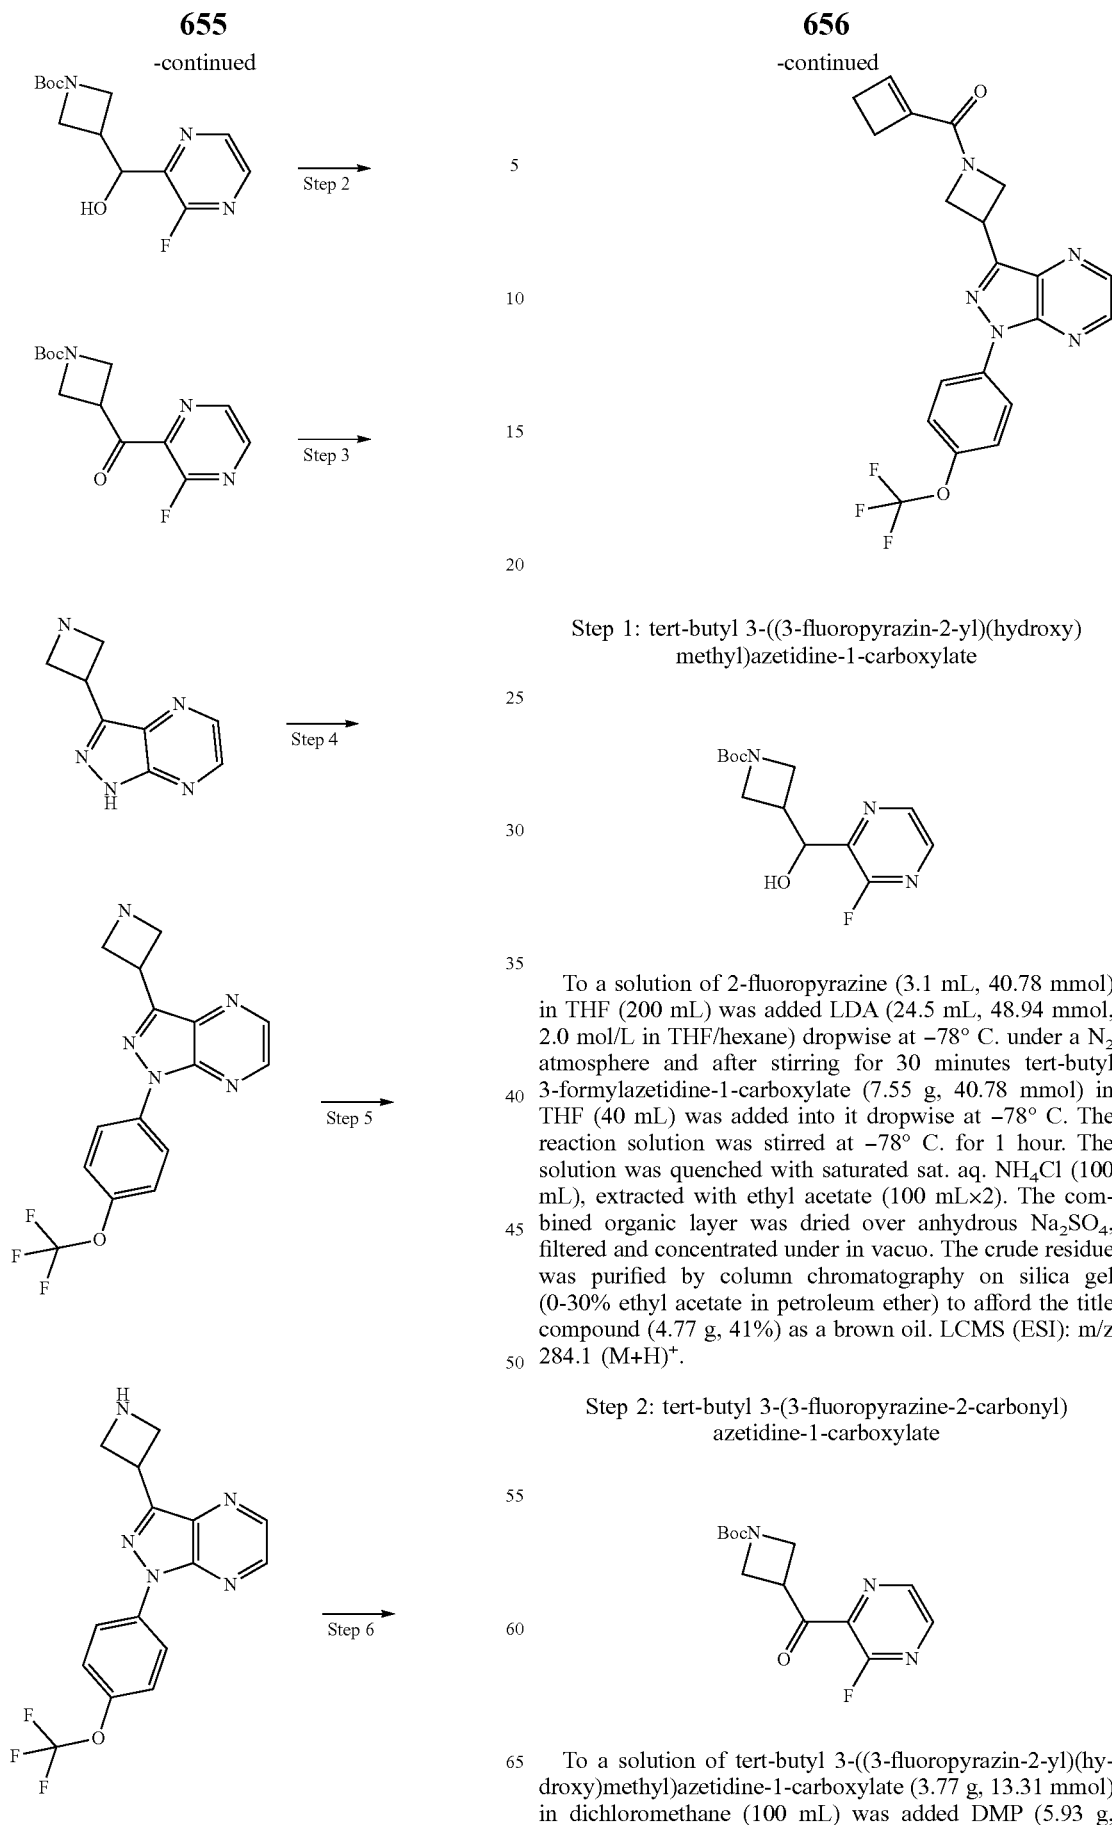 655
-continued
BocN
N
HO
N
F
Step 2
BocN
N
O
N
F
Step 3
N
N
N
N
H
N
Step 4
N
N
N
N
N
F
O
F
F
Step 5
H
N
N
N
N
N
F
O
F
F
Step 6
5
10
15
20
25
30
35
40
45
50
55
60
65
656
-continued
O
N
N
N
N
N
F
O
F
F
Step 1: tert-butyl 3-((3-fluoropyrazin-2-yl)(hydroxy)
methyl)azetidine-1-carboxylate
BocN
N
HO
N
F
To a solution of 2-fluoropyrazine (3.1 mL, 40.78 mmol)
in THF (200 mL) was added LDA (24.5 mL, 48.94 mmol,
2.0 mol/L in THF/hexane) dropwise at −78° C. under a N₂
atmosphere and after stirring for 30 minutes tert-butyl
3-formylazetidine-1-carboxylate (7.55 g, 40.78 mmol) in
THF (40 mL) was added into it dropwise at −78° C. The
reaction solution was stirred at −78° C. for 1 hour. The
solution was quenched with saturated sat. aq. NH₄Cl (100
mL), extracted with ethyl acetate (100 mL×2). The com-
bined organic layer was dried over anhydrous Na₂SO₄,
filtered and concentrated under in vacuo. The crude residue
was purified by column chromatography on silica gel
(0-30% ethyl acetate in petroleum ether) to afford the title
compound (4.77 g, 41%) as a brown oil. LCMS (ESI): m/z
284.1 (M+H)⁺.
Step 2: tert-butyl 3-(3-fluoropyrazine-2-carbonyl)
azetidine-1-carboxylate
BocN
N
O
N
F
To a solution of tert-butyl 3-((3-fluoropyrazin-2-yl)(hy-
droxy)methyl)azetidine-1-carboxylate (3.77 g, 13.31 mmol)
in dichloromethane (100 mL) was added DMP (5.93 g,